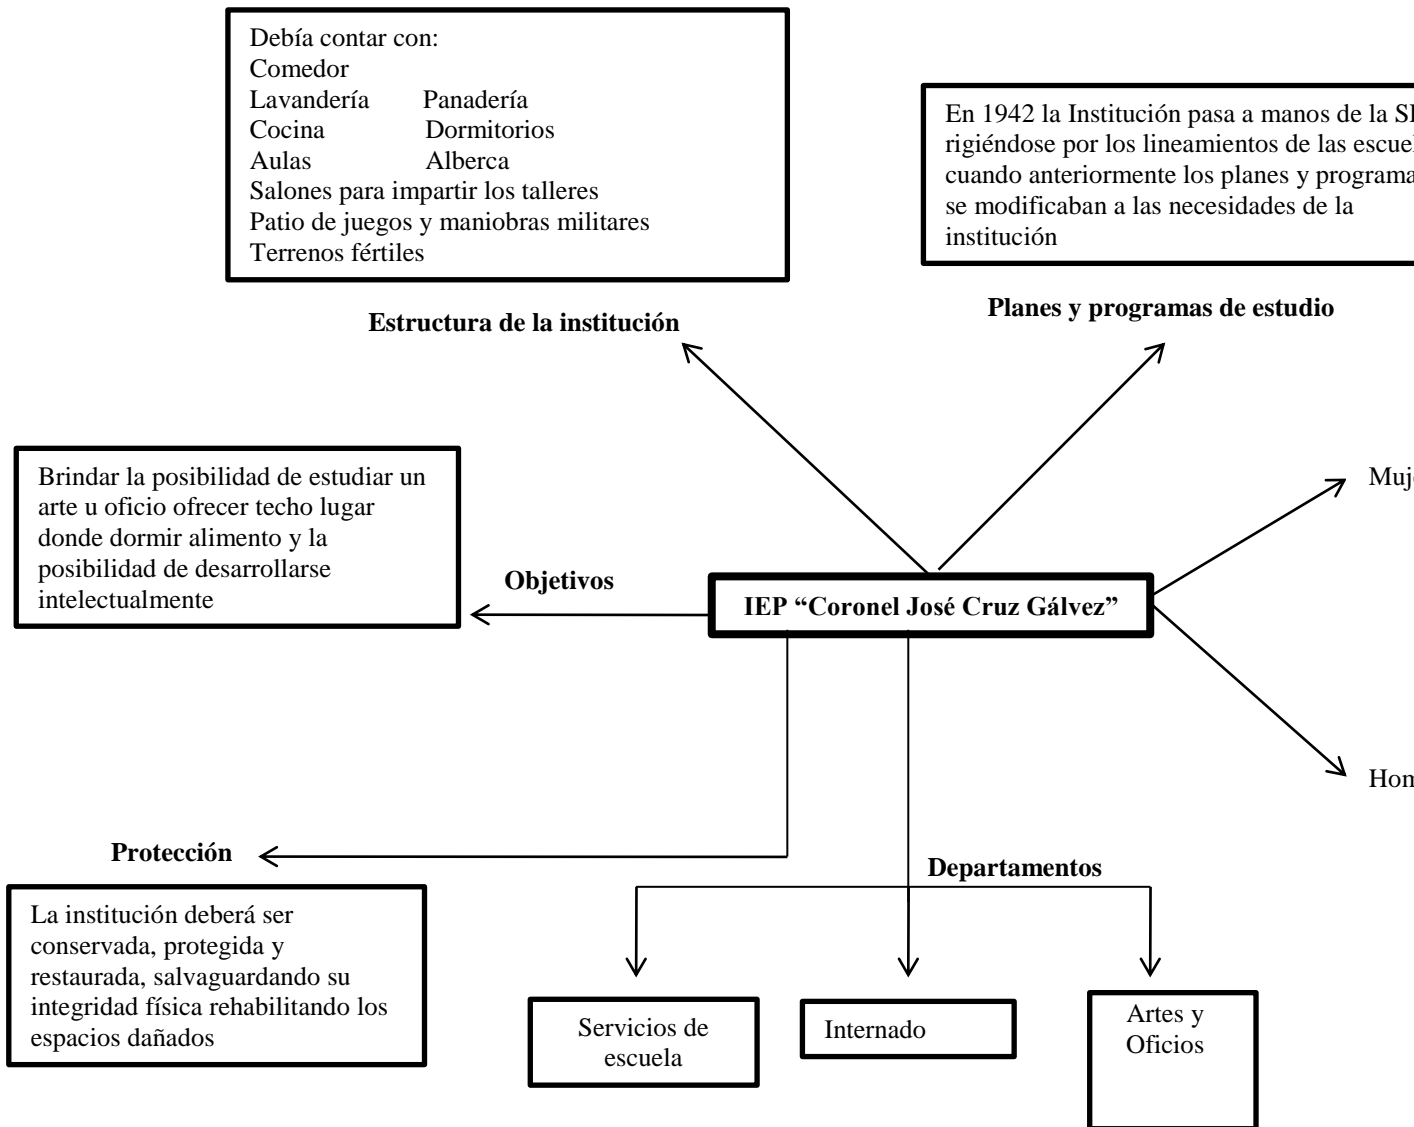 Debía contar con:
Comedor
Lavandería Panadería
Cocina Dormitorios
Aulas Alberca
Salones para impartir los talleres
Patio de juegos y maniobras militares
Terrenos fértiles
Estructura de la institución
En 1942 la Institución pasa a manos de la
rigiéndose por los lineamientos de las
cuando anteriormente los planes y
se modificaban a las necesidades de la
institución
Planes y programas de estudio
Brindar la posibilidad de estudiar un
arte u oficio ofrecer techo lugar
donde dormir alimento y la
posibilidad de desarrollarse
intelectualmente
Objetivos
IEP “Coronel José Cruz Gálvez”
Protección
La institución deberá ser
conservada, protegida y
restaurada, salvaguardando su
integridad física rehabilitando los
espacios dañados
Departamentos
Servicios de
escuela
Internado
Artes y
Oficios